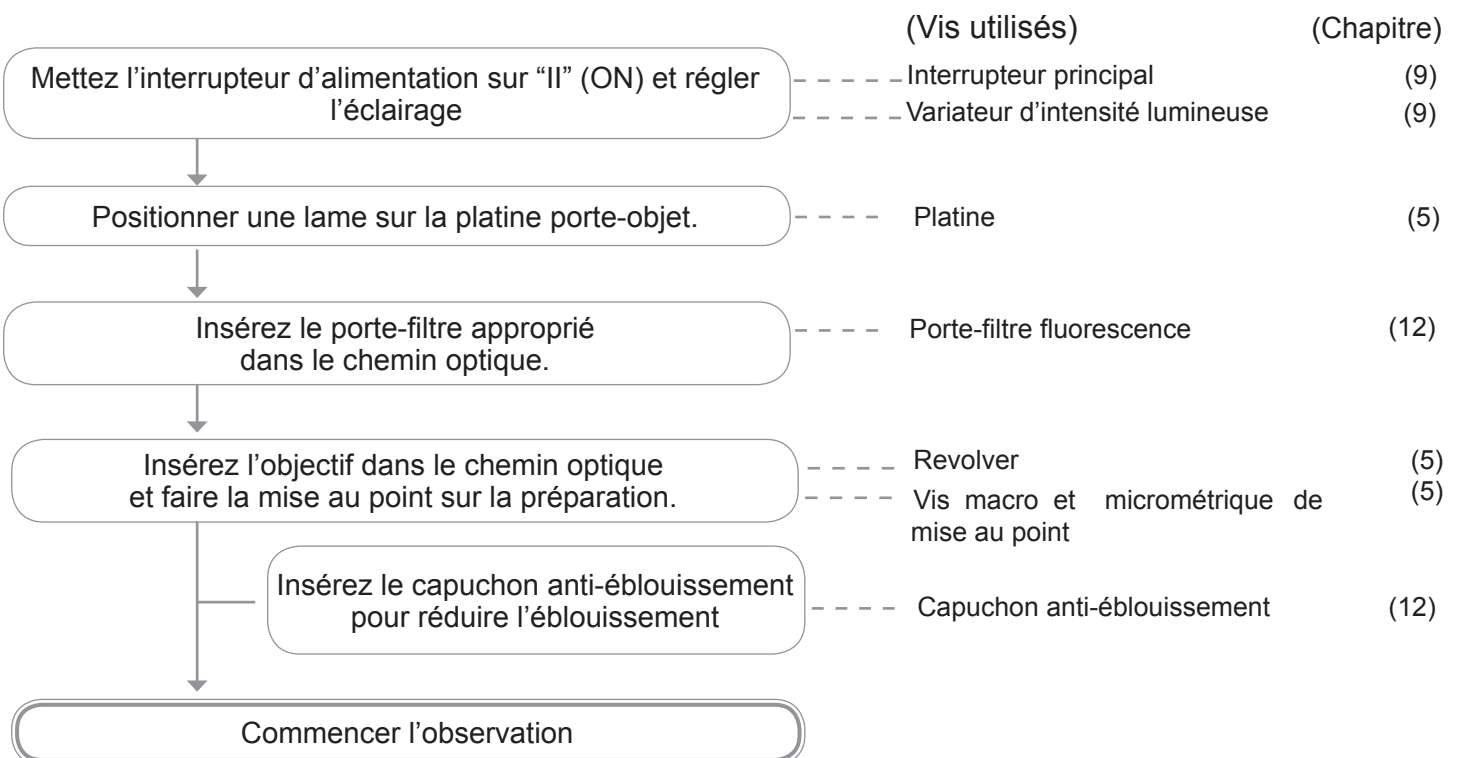 (Vis utilisés) (Chapitre)
Mettez l’interrupteur d’alimentation sur “II” (ON) et régler
l’éclairage
Interrupteur principal (9)
Variateur d’intensité lumineuse (9)
Positionner une lame sur la platine porte-objet.
Platine (5)
Insérez le porte-filtre approprié
dans le chemin optique.
Porte-filtre fluorescence (12)
Insérez l’objectif dans le chemin optique
et faire la mise au point sur la préparation.
Revolver (5)
Vis macro et micrométrique de (5)
mise au point
Insérez le capuchon anti-éblouissement
pour réduire l’éblouissement
Capuchon anti-éblouissement (12)
Commencer l’observation